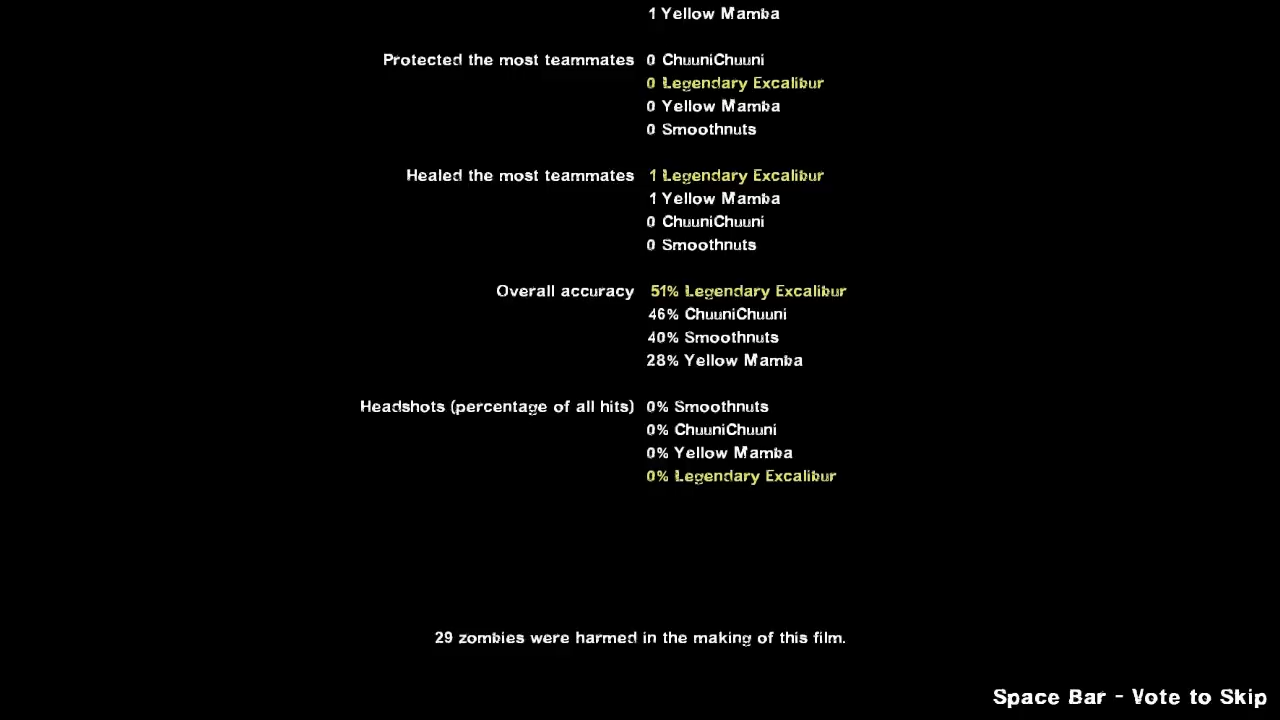 1 Yellow Mamba
Protected the most teammates 0 ChuuniChuuni
0 Legendary Excalibur
0 Yellow Mamba
0 Smoothnuts
Healed the most teammates 1 Legendary Excalibur
1 Yellow Mamba
0 ChuuniChuuni
0 Smoothnuts
Overall accuracy 51% Legendary Excalibur
46% ChuuniChuuni
40% Smoothnuts
28% Yellow Mamba
Headshots (percentage of all hits) 0% Smoothnuts
0% ChuuniChuuni
0% Yellow Mamba
0% Legendary Excalibur
29 zombies were harmed in the making of this film.
Space Bar - Vote to Skip